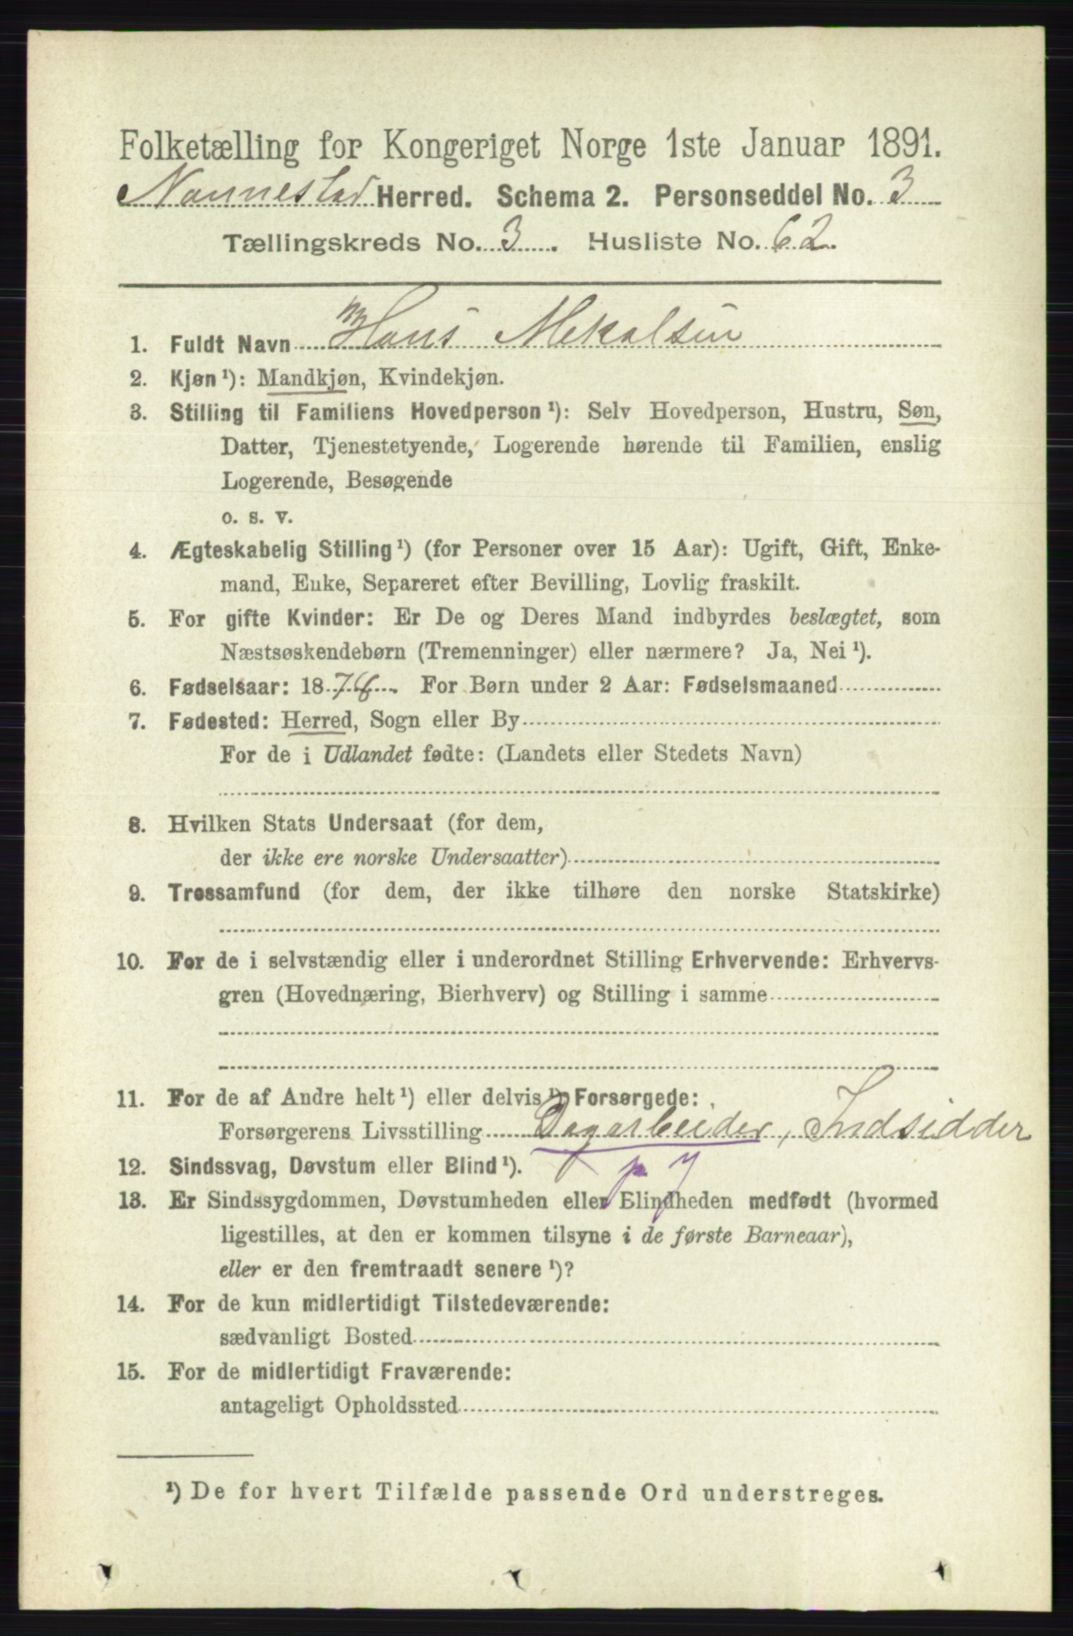 Folketælling for Kongeriget Norge 1ste Januar 1891.
Nannestad Herred. Schema 2. Personseddel No. 3
Tællingskreds No. 3. Husliste No. 62.
1. Fuldt Navn Hans Mekalsen
2. Kjøn ¹): Mandkjøn, Kvindekjøn.
3. Stilling til Familiens Hovedperson ¹): Selv Hovedperson, Hustru, Søn,
Datter, Tjenestetyende, Logerende hørende til Familien, enslig
Logerende, Besøgende
o. s. v.
4. Ægteskabelig Stilling ¹) (for Personer over 15 Aar): Ugift, Gift, Enke-
mand, Enke, Separeret efter Bevilling, Lovlig fraskilt.
5. For gifte Kvinder: Er De og Deres Mand indbyrdes beslægtet, som
Næstsøskendebørn (Tremenninger) eller nærmere? Ja, Nei ¹).
6. Fødselsaar: 18 For Børn under 2 Aar: Fødselsmaaned
7. Fødested: Herred, Sogn eller By
For de i Udlandet fødte: (Landets eller Stedets Navn)
8. Hvilken Stats Undersaat (for dem,
der ikke ere norske Undersaatter)
9. Trossamfund (for dem, der ikke tilhøre den norske Statskirke)
10. For de i selvstændig eller i underordnet Stilling Erhvervende: Erhvervs-
gren (Hovednæring, Bierhverv) og Stilling i samme
11. For de af Andre helt ¹) eller delvis ¹) Forsørgede:
Forsørgerens Livsstilling Dagarbeider, Indsidder
12. Sindssvag, Døvstum eller Blind ¹).
13. Er Sindssygdommen, Døvstumheden eller Blindheden medfødt (hvormed
ligestilles, at den er kommen tilsyne i de første Barneaar),
eller er den fremtraadt senere ¹)?
14. For de kun midlertidigt Tilstedeværende:
sædvanligt Bosted
15. For de midlertidigt Fraværende:
antageligt Opholdssted
¹) De for hvert Tilfælde passende Ord understreges.